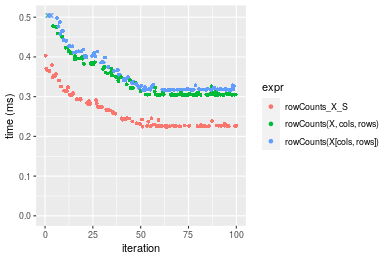 0.5
0.4
0.3
0.2
0.1
0.0
time (ms)
0
25
50
75
100
iteration
expr
rowCounts_X_S
rowCounts(X, cols, rows)
rowCounts(X[cols, rows])